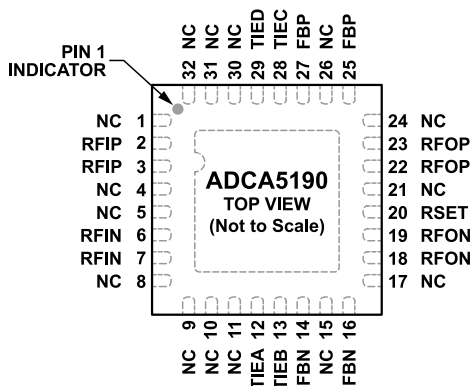 PIN 1
INDICATOR
32 NC
31 NC
30 NC
29 TIED
28 TIEC
27 FBP
26 NC
25 FBP
NC 1
RFIP 2
RFIP 3
NC 4
NC 5
RFIN 6
RFIN 7
NC 8
ADCA5190
TOP VIEW
(Not to Scale)
24 NC
23 RFOP
22 RFOP
21 NC
20 RSET
19 RFON
18 RFON
17 NC
NC 9
NC 10
NC 11
TIEA 12
TIEB 13
FBN 14
NC 15
FBN 16